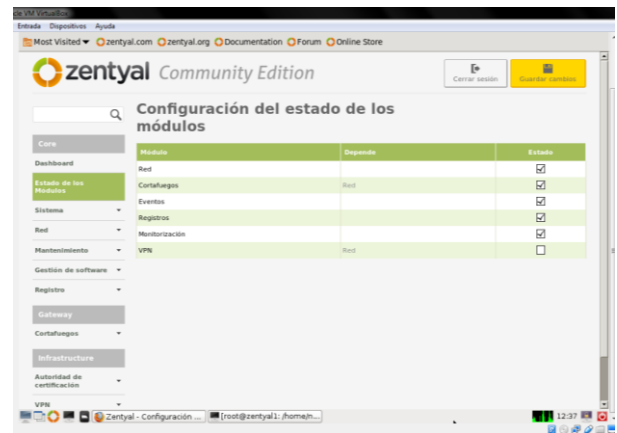 cle VM VirtualBox
Entrada Dispositivos Ayuda
Most Visited zentyal.com zentyal.org Documentation Forum Online Store
zentyal Community Edition
Cerrar sesión
Guardar cambios
Configuración del estado de los
módulos
Core
Dashboard
Estado de los
Módulos
Sistema
Red
Mantenimiento
Gestión de software
Registro
Gateway
Cortafuegos
Infrastructure
Autoridad de
certificación
VPN
Módulo Depende Estado
Red
Cortafuegos Red
Eventos
Registros
Monitorización
VPN Red
Zentyal - Configuración ... [root@zentyal1: /home/n... 12:37